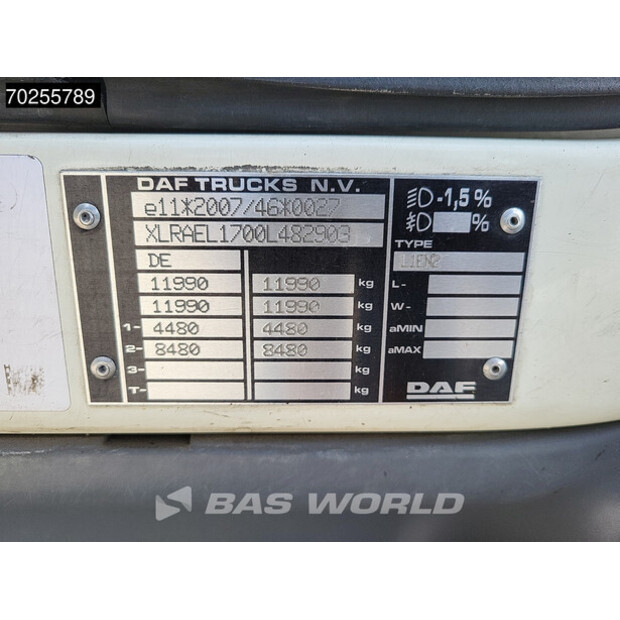 70255789
DAF TRUCKS N.V.
e11*2007/46*0027
XLRAEL1700L482903
DE
11990 11990 kg
11990 11990 kg
1- 4480 4480 kg
2- 8480 8480 kg
3- kg
T- kg
D -1,5 %
D %
TYPE
L-
W-
aMIN
aMAX
DAF
BAS WORLD